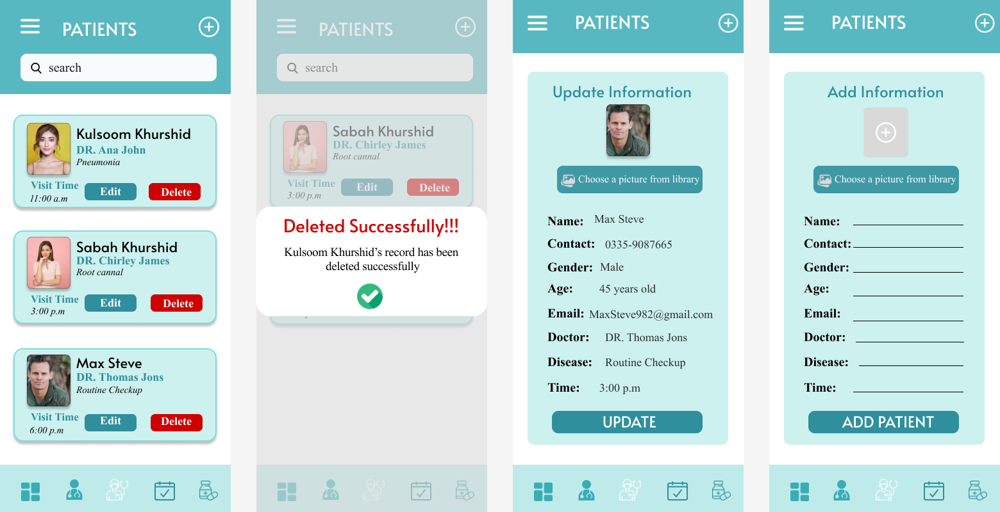 PATIENTS
search
Kulsoom Khurshid
DR. Ana John
Pneumonia
Visit Time
11:00 a.m
Edit
Delete
Sabah Khurshid
DR. Chirley James
Root cannal
Visit Time
3:00 p.m
Edit
Delete
Max Steve
DR. Thomas Jons
Routine Checkup
Visit Time
6:00 p.m
Edit
Delete
PATIENTS
search
Sabah Khurshid
DR. Chirley James
Root cannal
Visit Time
3:00 p.m
Edit
Delete
Deleted Successfully!!!
Kulsoom Khurshid’s record has been
deleted successfully
PATIENTS
Update Information
Choose a picture from library
Name: Max Steve
Contact: 0335-9087665
Gender: Male
Age: 45 years old
Email: MaxSteve982@gmail.com
Doctor: DR. Thomas Jons
Disease: Routine Checkup
Time: 3:00 p.m
UPDATE
PATIENTS
Add Information
Choose a picture from library
Name:
Contact:
Gender:
Age:
Email:
Doctor:
Disease:
Time:
ADD PATIENT